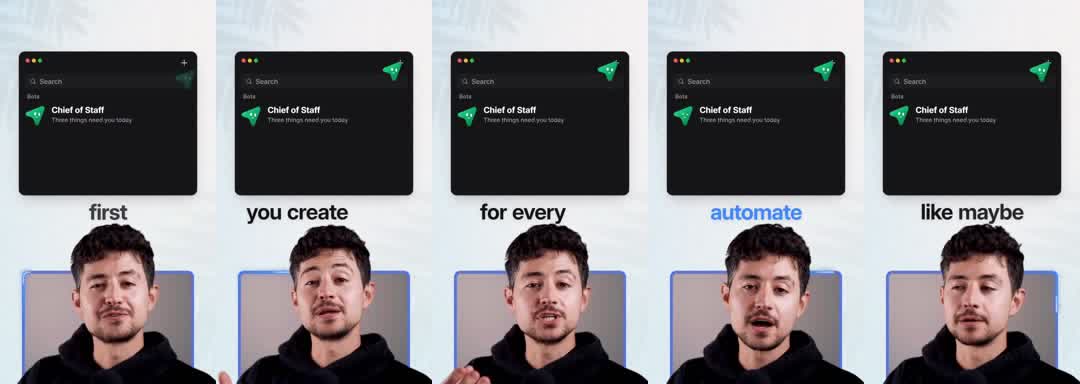 Search
Bots
Chief of Staff
Three things need you today
first
Search
Bots
Chief of Staff
Three things need you today
you create
Search
Bots
Chief of Staff
Three things need you today
for every
Search
Bots
Chief of Staff
Three things need you today
automate
Search
Bots
Chief of Staff
Three things need you today
like maybe